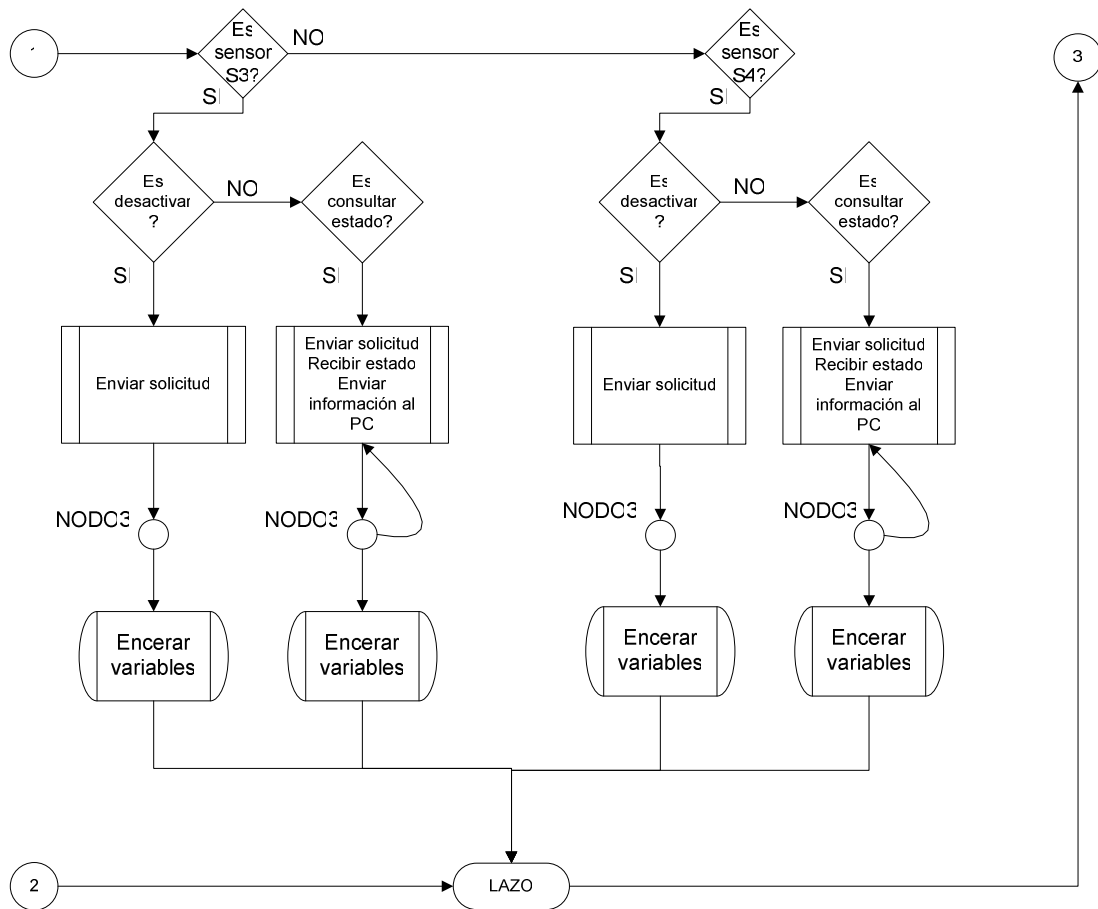 Es
sensor
S3?
NO
Es
sensor
S4?
3
SI
SI
Es
desactivar
?
NO
Es
consultar
estado?
Es
desactivar
?
NO
Es
consultar
estado?
SI
SI
SI
SI
Enviar solicitud
Enviar solicitud
Recibir estado
Enviar
información al
PC
Enviar solicitud
Enviar solicitud
Recibir estado
Enviar
información al
PC
NODO3
NODO3
NODO3
NODO3
Encerar
variables
Encerar
variables
Encerar
variables
Encerar
variables
2
LAZO